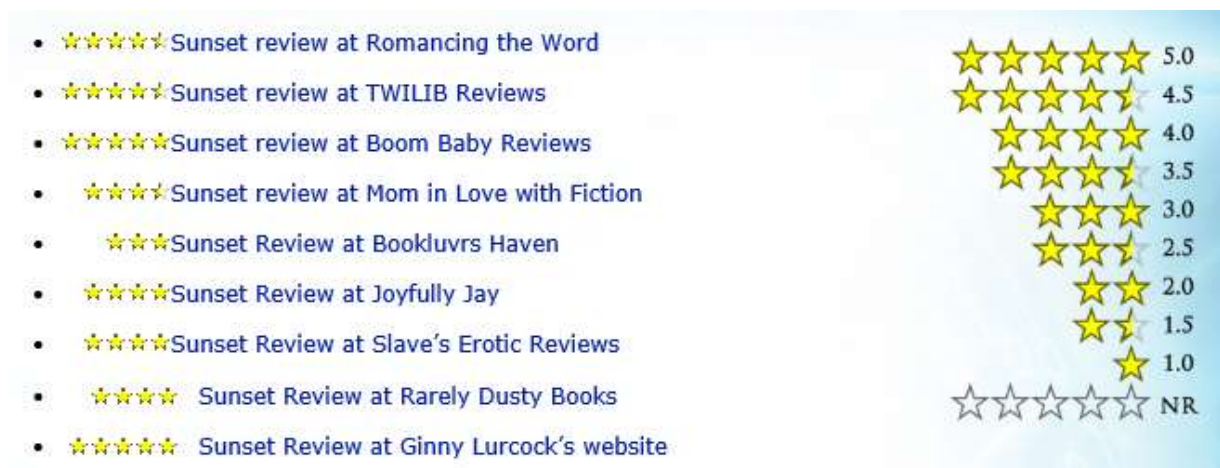 Sunset review at Romancing the Word
Sunset review at TWILIB Reviews
Sunset review at Boom Baby Reviews
Sunset review at Mom in Love with Fiction
Sunset Review at Bookluvrs Haven
Sunset Review at Joyfully Jay
Sunset Review at Slave's Erotic Reviews
Sunset Review at Rarely Dusty Books
Sunset Review at Ginny Lurcock's website
5.0
4.5
4.0
3.5
3.0
2.5
2.0
1.5
1.0
NR